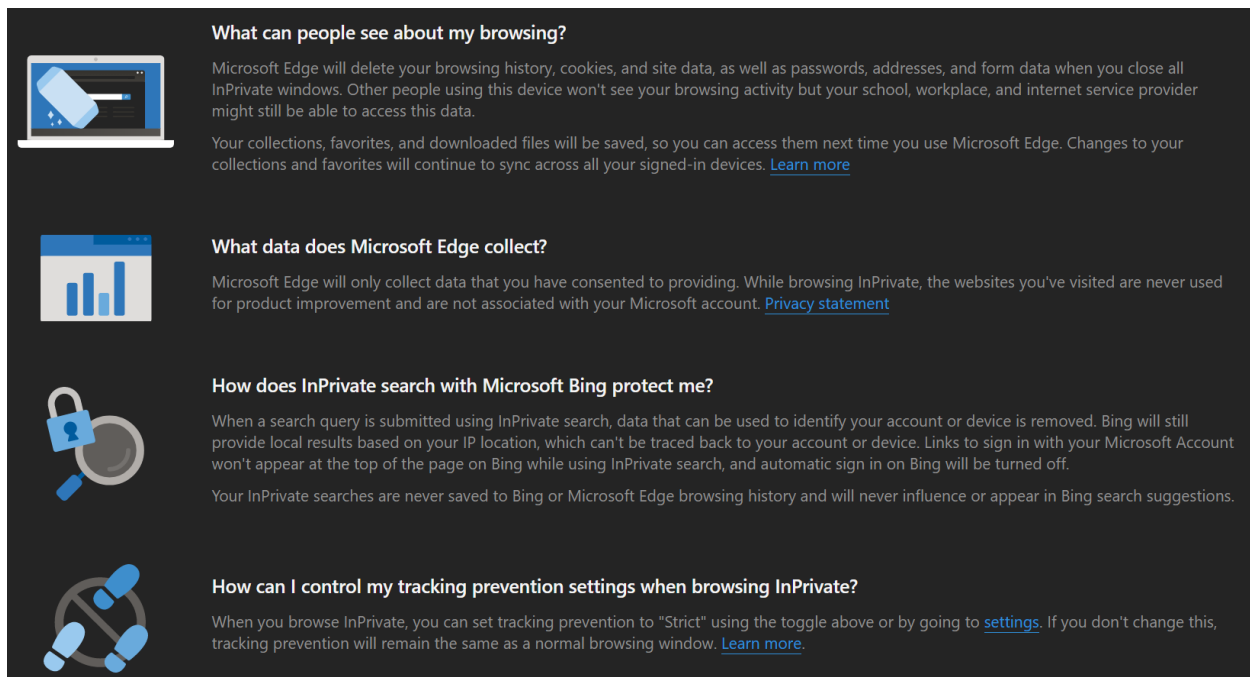 What can people see about my browsing?
Microsoft Edge will delete your browsing history, cookies, and site data, as well as passwords, addresses, and form data when you close all
InPrivate windows. Other people using this device won't see your browsing activity but your school, workplace, and internet service provider
might still be able to access this data.
Your collections, favorites, and downloaded files will be saved, so you can access them next time you use Microsoft Edge. Changes to your
collections and favorites will continue to sync across all your signed-in devices. Learn more
What data does Microsoft Edge collect?
Microsoft Edge will only collect data that you have consented to providing. While browsing InPrivate, the websites you've visited are never used
for product improvement and are not associated with your Microsoft account. Privacy statement
How does InPrivate search with Microsoft Bing protect me?
When a search query is submitted using InPrivate search, data that can be used to identify your account or device is removed. Bing will still
provide local results based on your IP location, which can't be traced back to your account or device. Links to sign in with your Microsoft Account
won't appear at the top of the page on Bing while using InPrivate search, and automatic sign in on Bing will be turned off.
Your InPrivate searches are never saved to Bing or Microsoft Edge browsing history and will never influence or appear in Bing search suggestions.
How can I control my tracking prevention settings when browsing InPrivate?
When you browse InPrivate, you can set tracking prevention to "Strict" using the toggle above or by going to settings. If you don't change this,
tracking prevention will remain the same as a normal browsing window. Learn more.